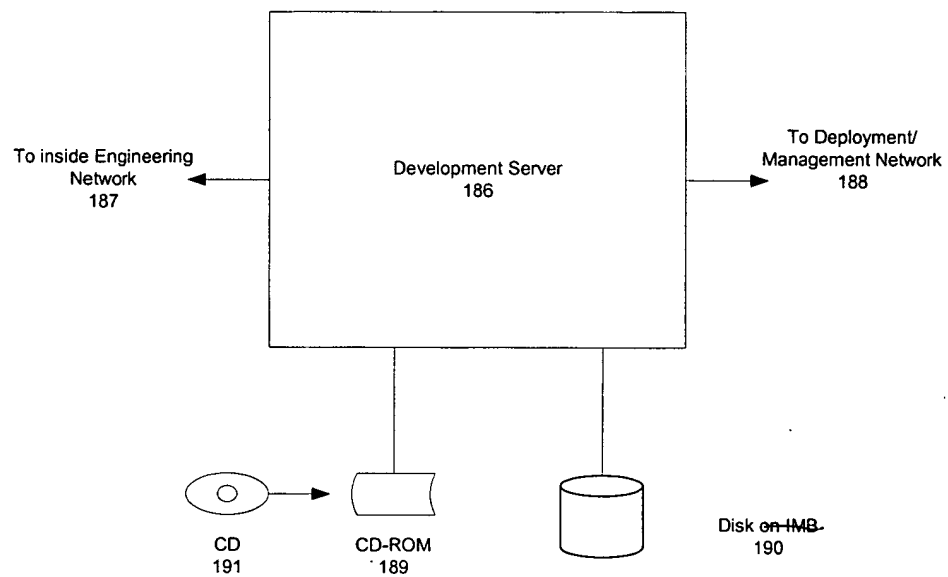 To inside Engineering
Network
187
Development Server
186
To Deployment/
Management Network
188
CD
191
CD-ROM
189
Disk on IMB
190